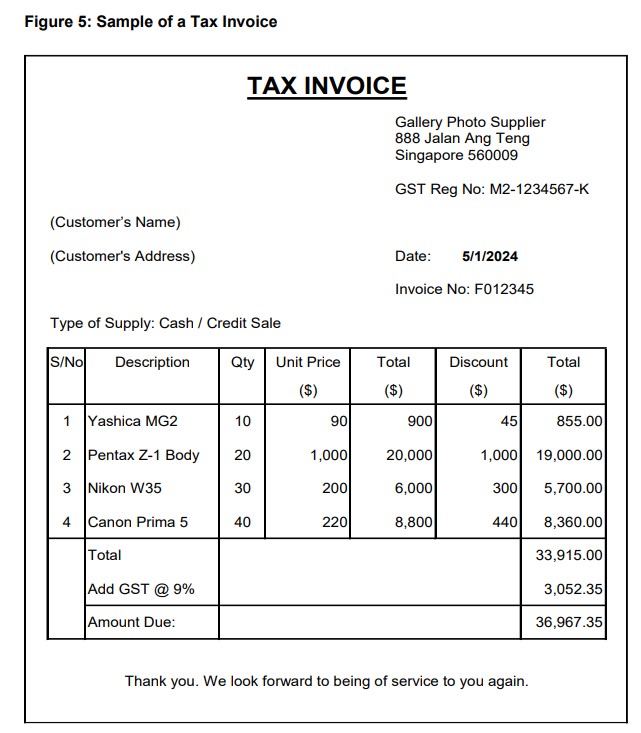 Figure 5: Sample of a Tax Invoice
TAX INVOICE
Gallery Photo Supplier
888 Jalan Ang Teng
Singapore 560009
GST Reg No: M2-1234567-K
(Customer's Name)
(Customer's Address) Date: 5/1/2024
Invoice No: F012345
Type of Supply: Cash / Credit Sale
S/No Description Qty Unit Price Total Discount Total
($) ($) ($) ($)
1 Yashica MG2 10 90 900 45 855.00
2 Pentax Z-1 Body 20 1,000 20,000 1,000 19,000.00
3 Nikon W35 30 200 6,000 300 5,700.00
4 Canon Prima 5 40 220 8,800 440 8,360.00
Total 33,915.00
Add GST @ 9% 3,052.35
Amount Due: 36,967.35
Thank you. We look forward to being of service to you again.